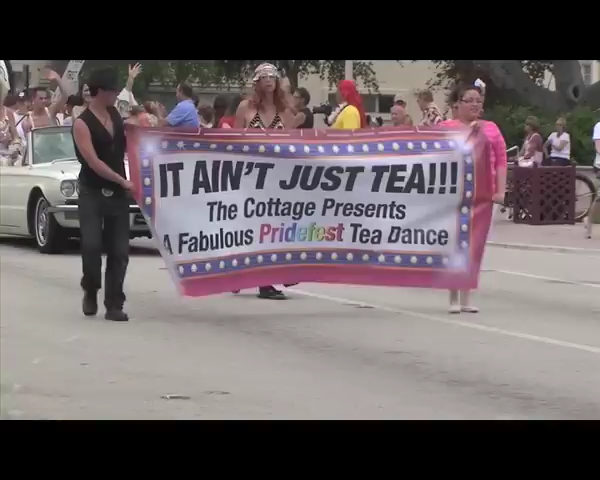 IT AIN'T JUST TEA!!!
The Cottage Presents
A Fabulous Pridefest Tea Dance